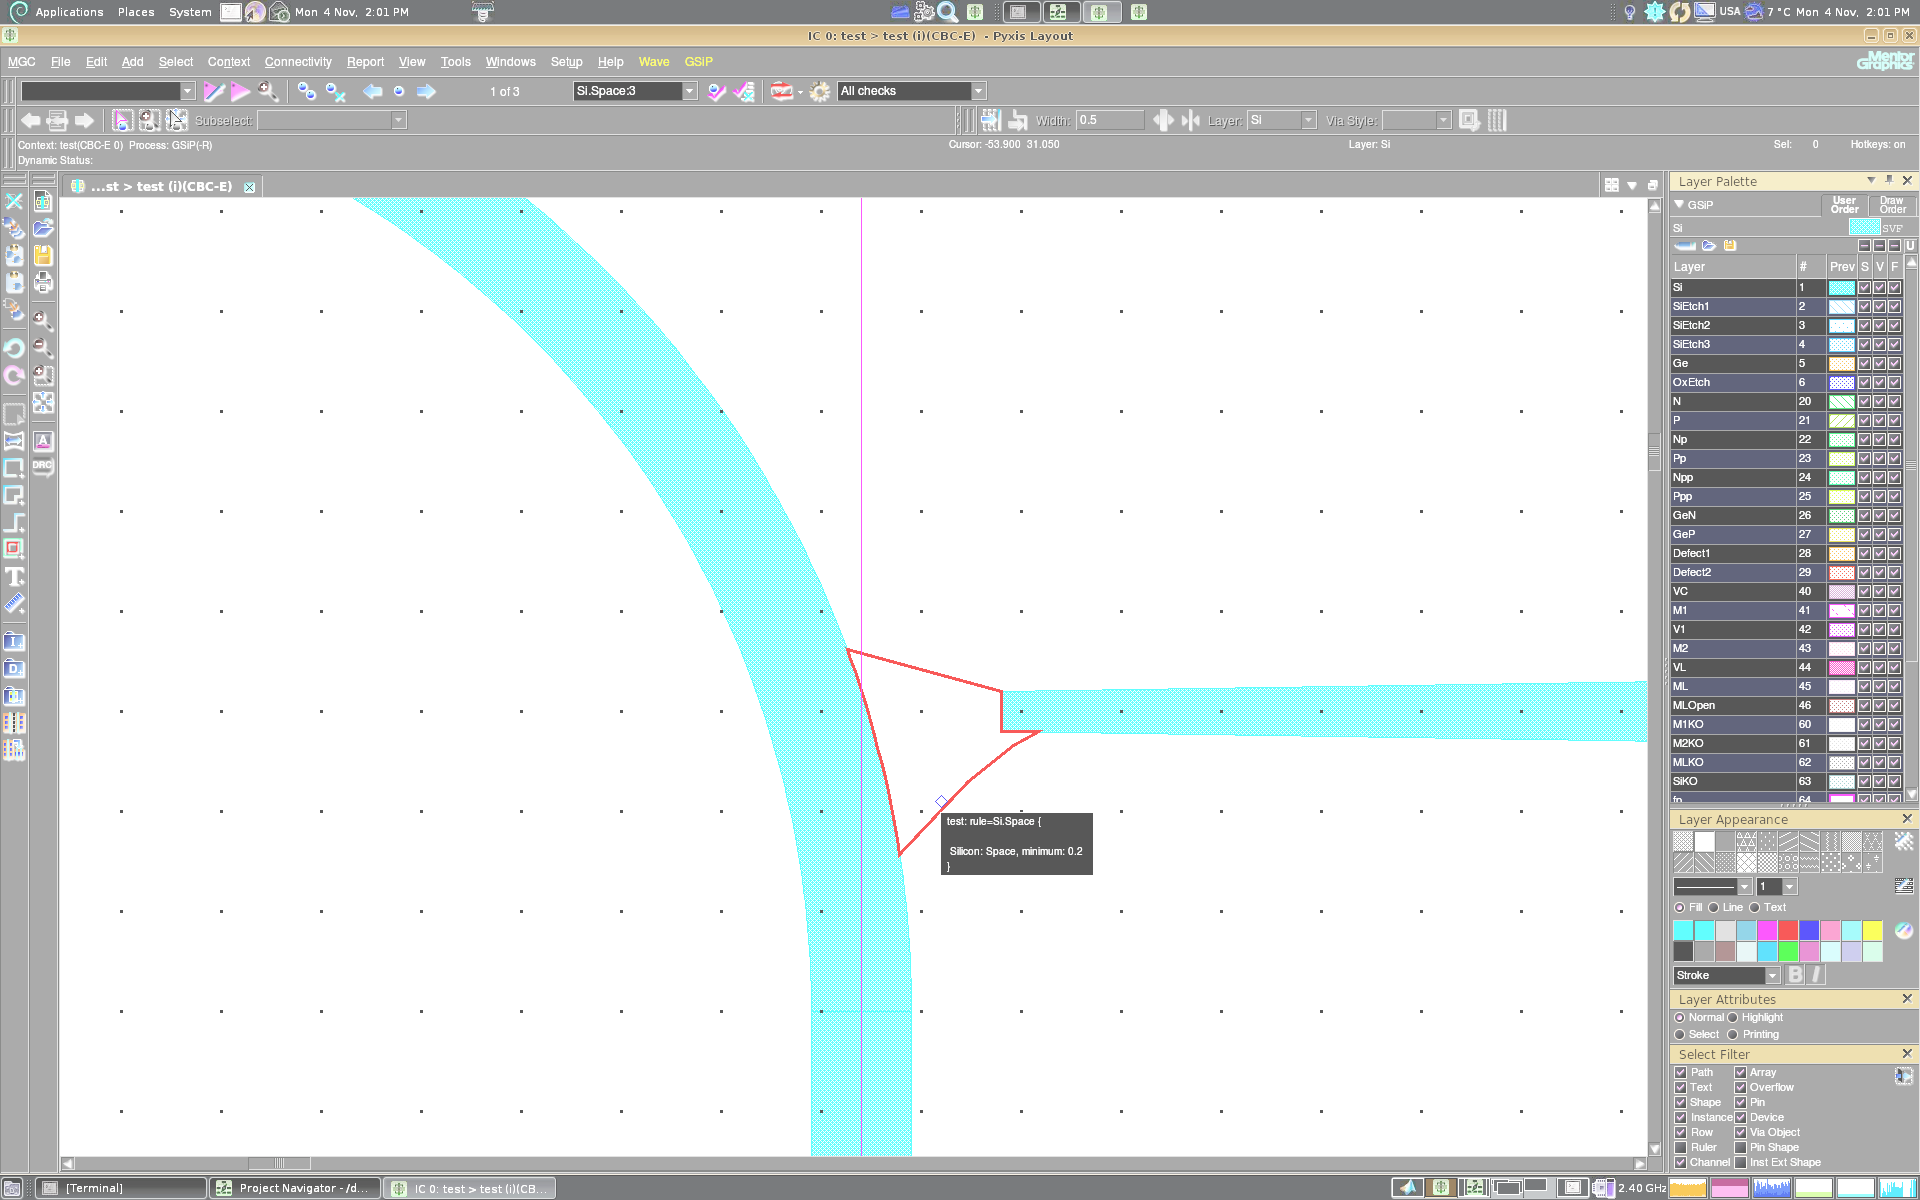 Applications Places System Mon 4 Nov, 2:01 PM USA 7 °C Mon 4 Nov, 2:01 PM
IC 0: test > test (i)(CBC-E) - Pyxis Layout
MGC File Edit Add Select Context Connectivity Report View Tools Windows Setup Help Wave GSiP Mentor Graphics
1 of 3 Si.Space:3 All checks
Subselect: Width: 0.5 Layer: Si Via Style:
Context: test(CBC-E 0) Process: GSiP(-R) Cursor: -53.900 31.050 Layer: Si Sel: 0 Hotkeys: on
Dynamic Status:
...st > test (i)(CBC-E)
test: rule=Si.Space {
Silicon: Space, minimum: 0.2
}
A
DRC
T
I
D
Layer Palette
GSiP User Order Draw Order
Si SVF
U
Layer # Prev S V F
Si 1
SiEtch1 2
SiEtch2 3
SiEtch3 4
Ge 5
OxEtch 6
N 20
P 21
Np 22
Pp 23
Npp 24
Ppp 25
GeN 26
GeP 27
Defect1 28
Defect2 29
VC 40
M1 41
V1 42
M2 43
VL 44
ML 45
MLOpen 46
M1KO 60
M2KO 61
MLKO 62
SiKO 63
fp 64
Layer Appearance
1
Fill Line Text
Stroke B I
Layer Attributes
Normal Highlight
Select Printing
Select Filter
Path Array
Text Overflow
Shape Pin
Instance Device
Row Via Object
Ruler Pin Shape
Channel Inst Ext Shape
[Terminal] Project Navigator - /d... IC 0: test > test (i)(CB... 2.40 GHz